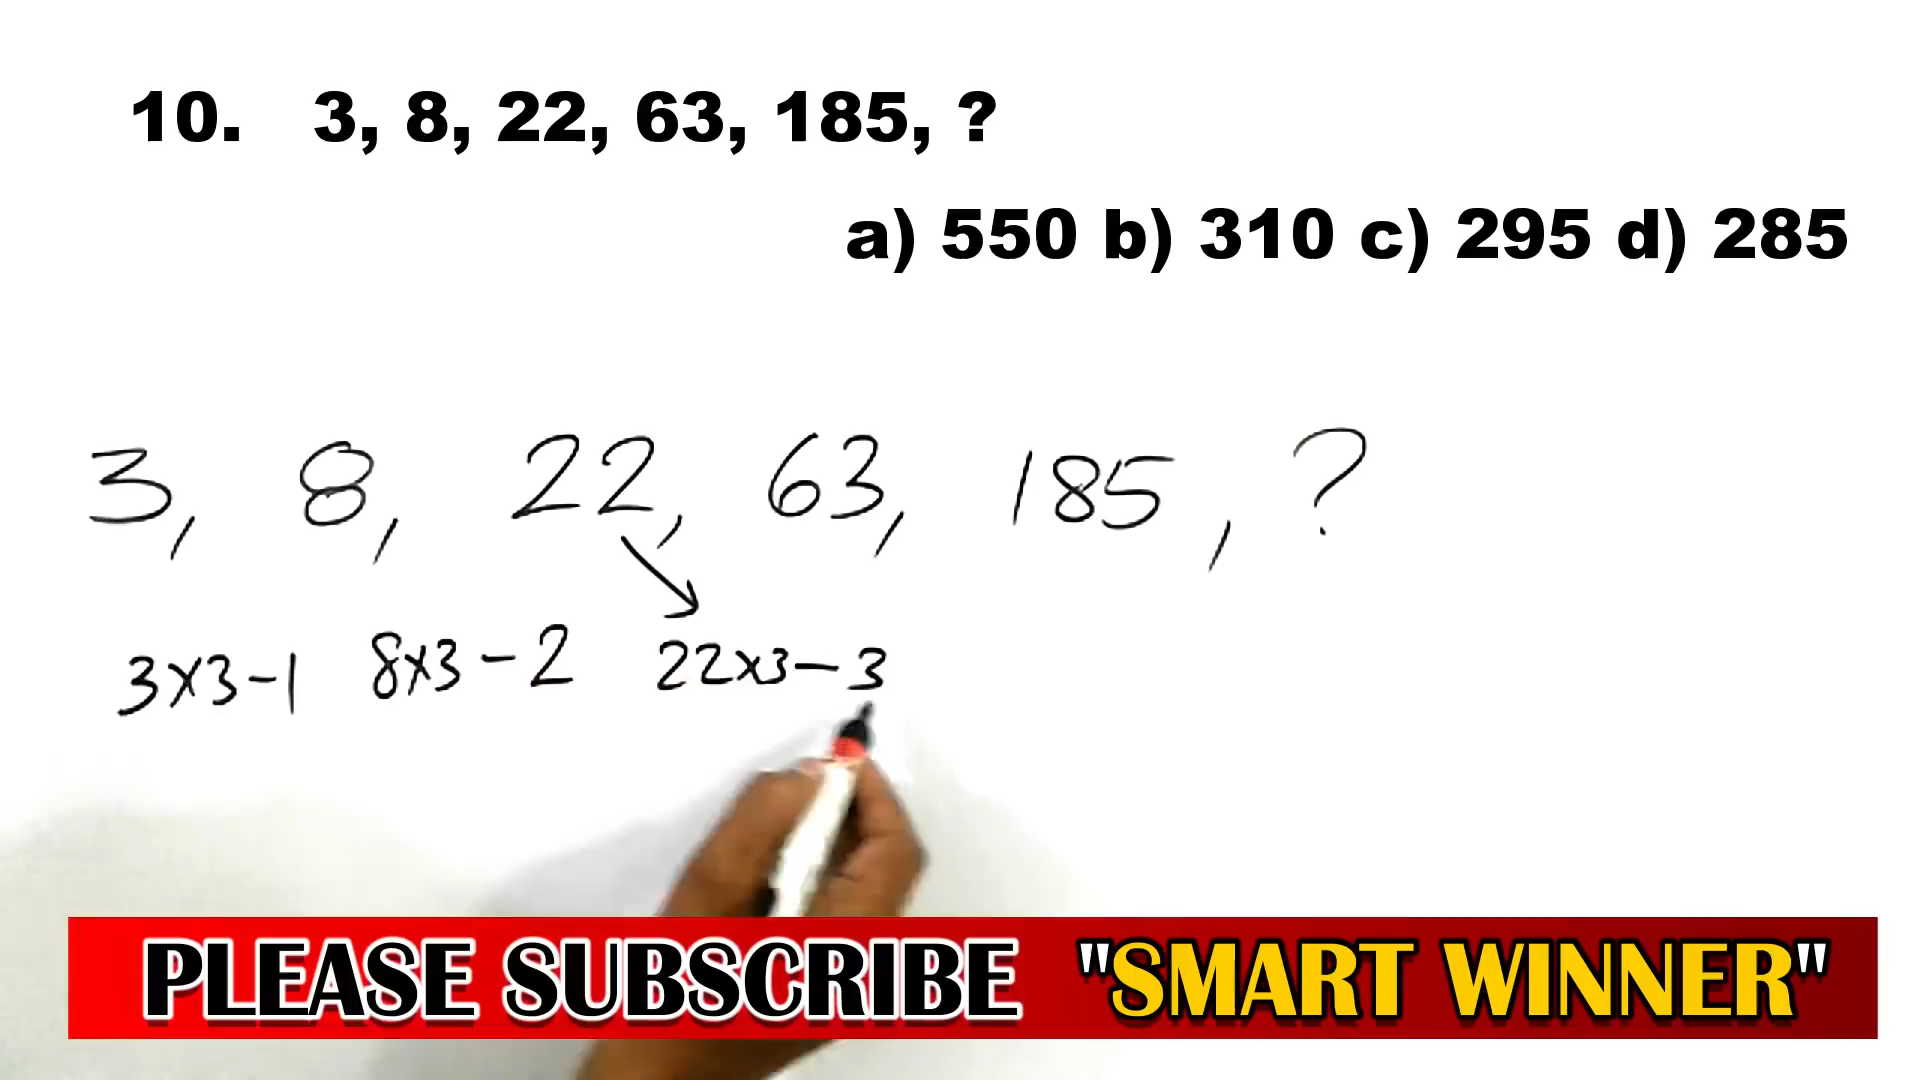 10. 3, 8, 22, 63, 185, ?
a) 550 b) 310 c) 295 d) 285
3, 8, 22, 63, 185, ?
3x3-1 8x3-2 22x3-3
PLEASE SUBSCRIBE "SMART WINNER"